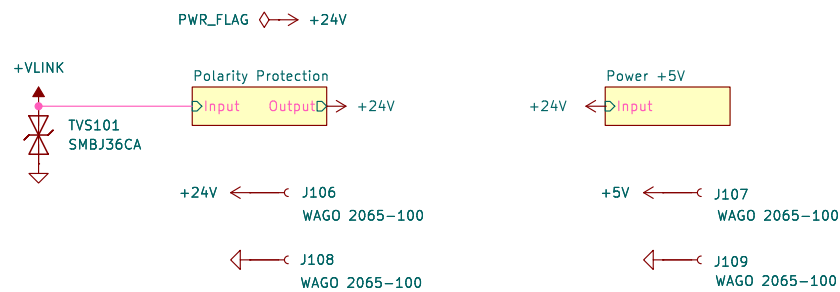 PWR_FLAG +24V
+VLINK
Polarity Protection
Power +5V
Input Output +24V
+24V Input
TVS101
SMBJ36CA
+24V J106
WAGO 2065-100
+5V J107
WAGO 2065-100
J108
WAGO 2065-100
J109
WAGO 2065-100